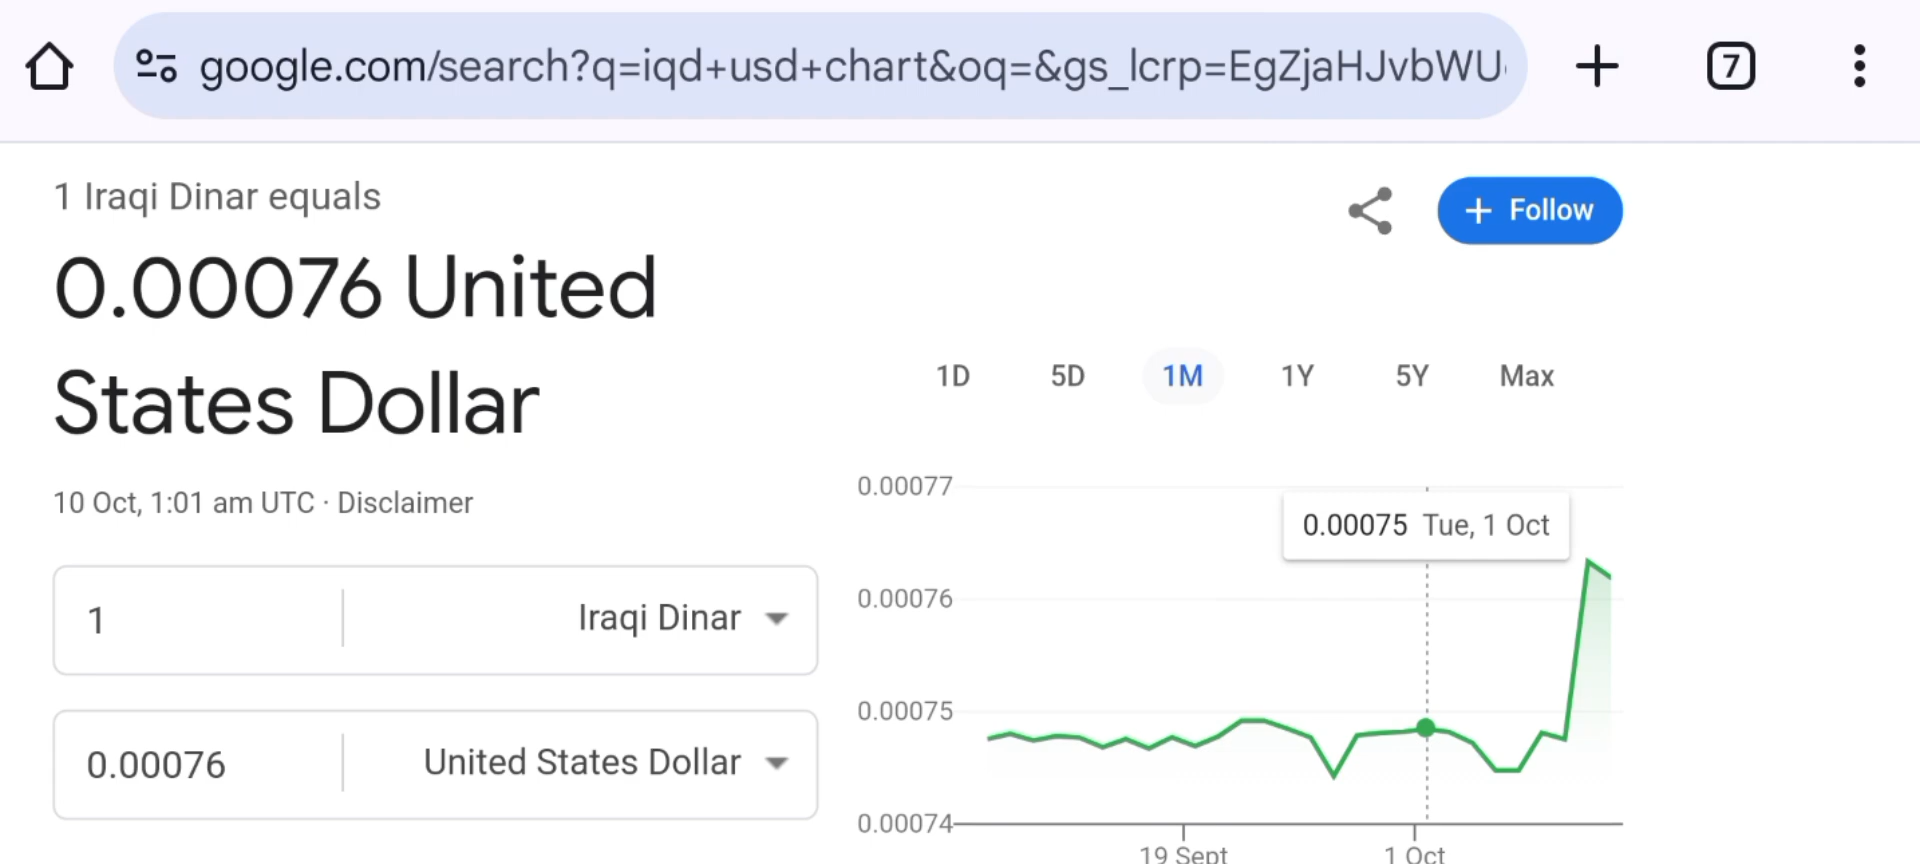 google.com/search?q=iqd+usd+chart&oq=&gs_lcrp=EgZjaHJvbWU
7
1 Iraqi Dinar equals
+ Follow
0.00076 United
States Dollar
10 Oct, 1:01 am UTC · Disclaimer
1 Iraqi Dinar
0.00076 United States Dollar
1D 5D 1M 1Y 5Y Max
0.00077
0.00075 Tue, 1 Oct
0.00076
0.00075
0.00074
19 Sept 1 Oct